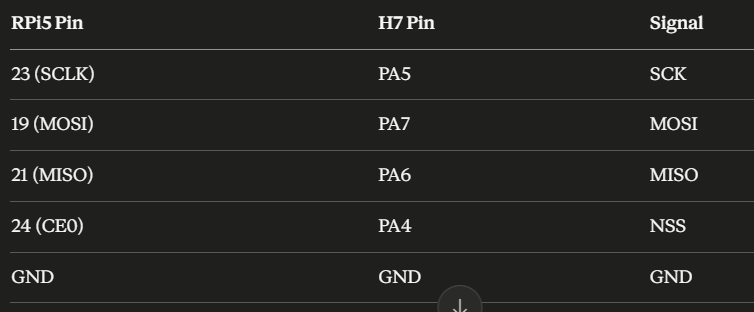 RPi5 Pin H7 Pin Signal
23 (SCLK) PA5 SCK
19 (MOSI) PA7 MOSI
21 (MISO) PA6 MISO
24 (CE0) PA4 NSS
GND GND GND